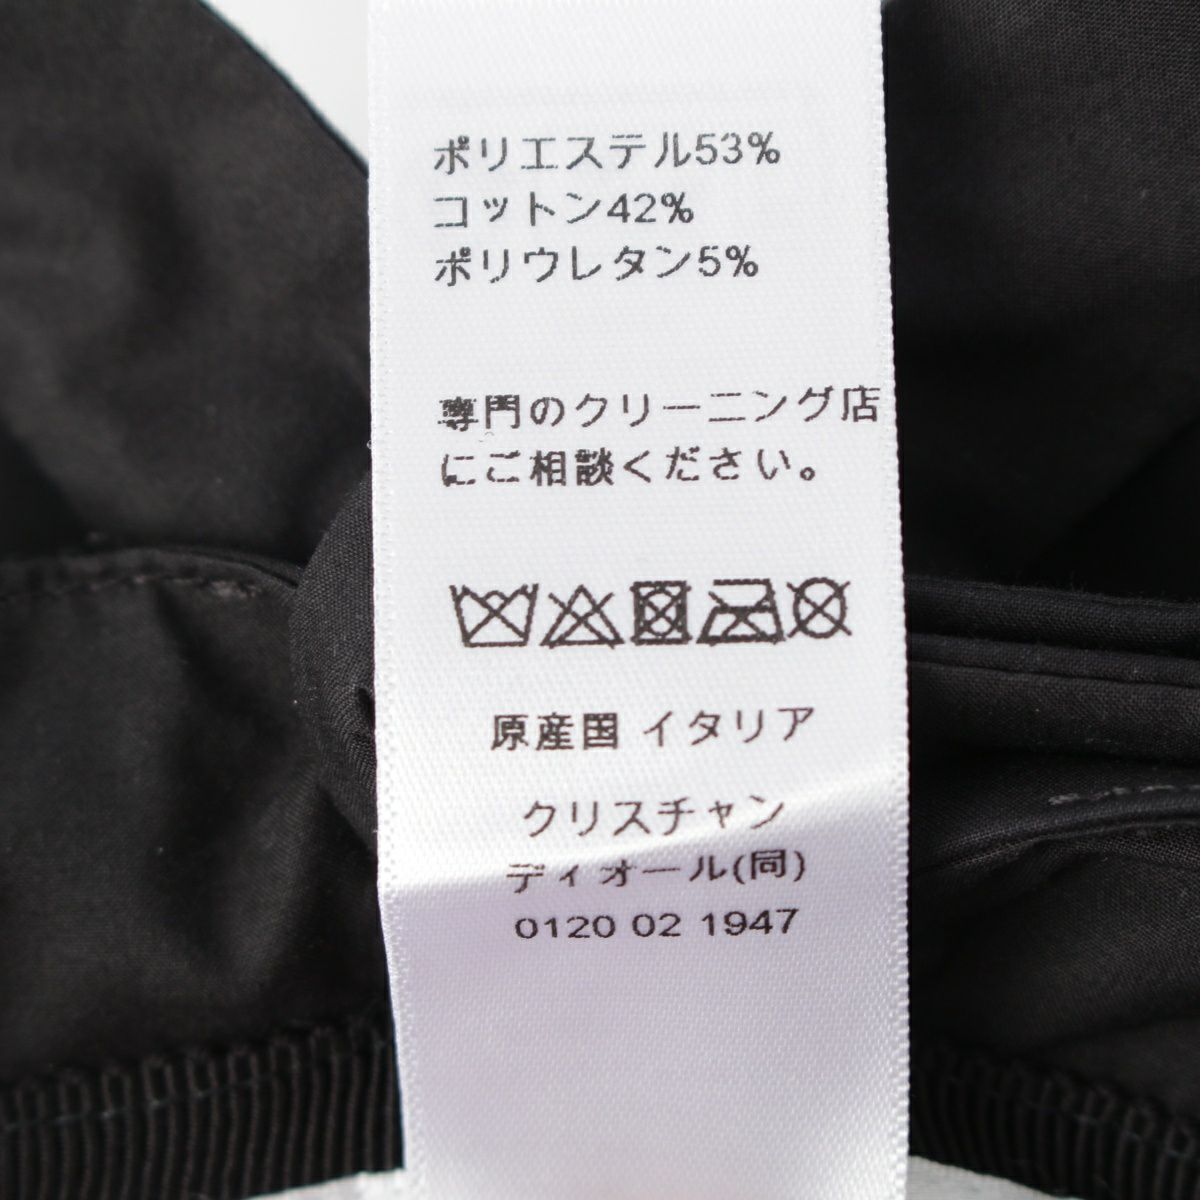 ポリエステル53%
コットン42%
ポリウレタン5%
専門のクリーニング店
にご相談ください。
原産国 イタリア
クリスチャン
ディオール(同)
0120 02 1947